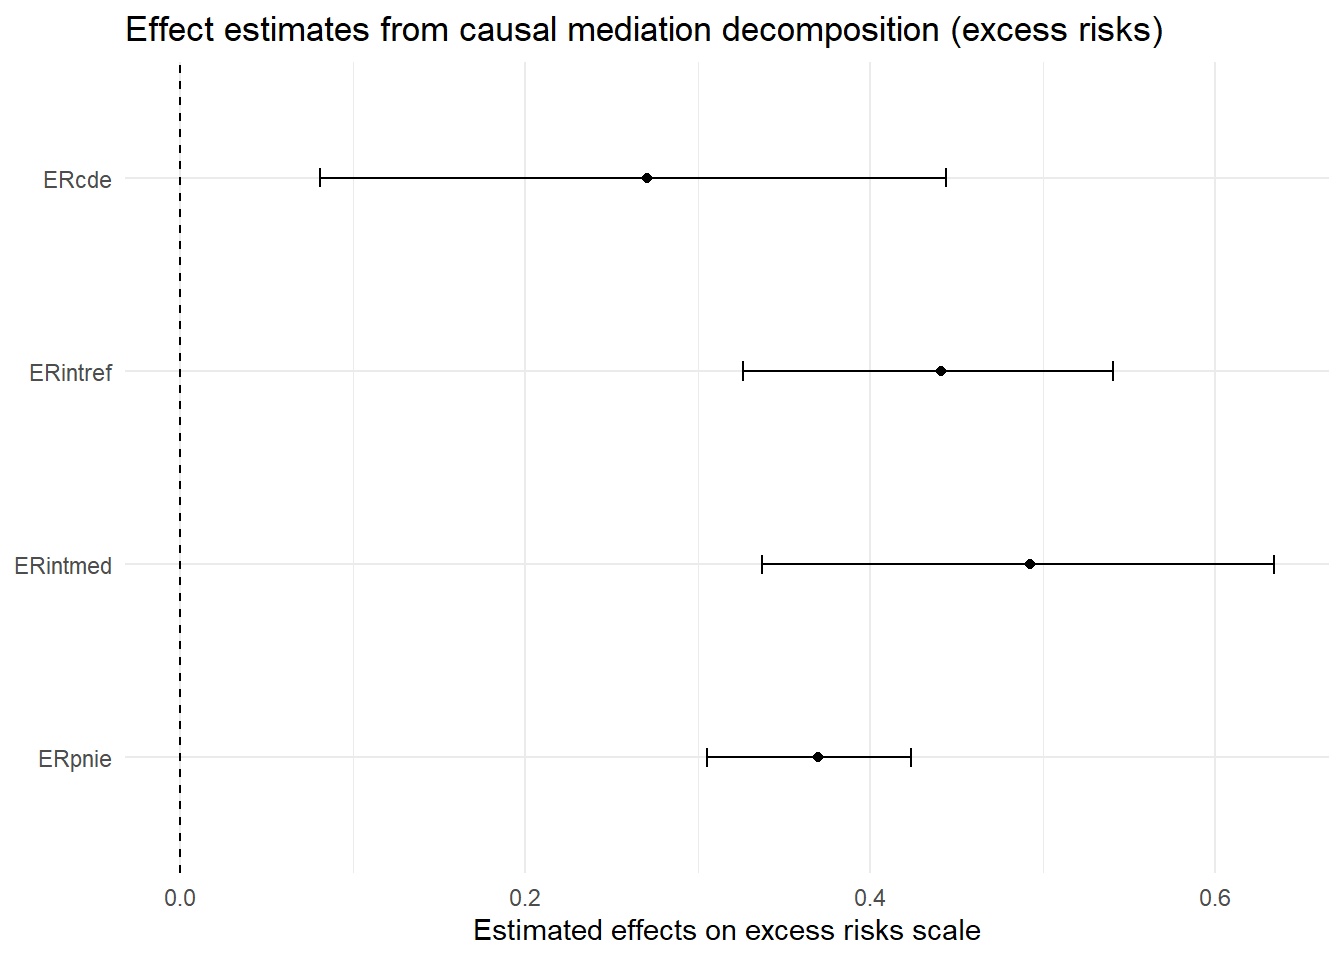 Effect estimates from causal mediation decomposition (excess risks)
ERcde
ERintref
ERintmed
ERpnie
0.0 0.2 0.4 0.6
Estimated effects on excess risks scale